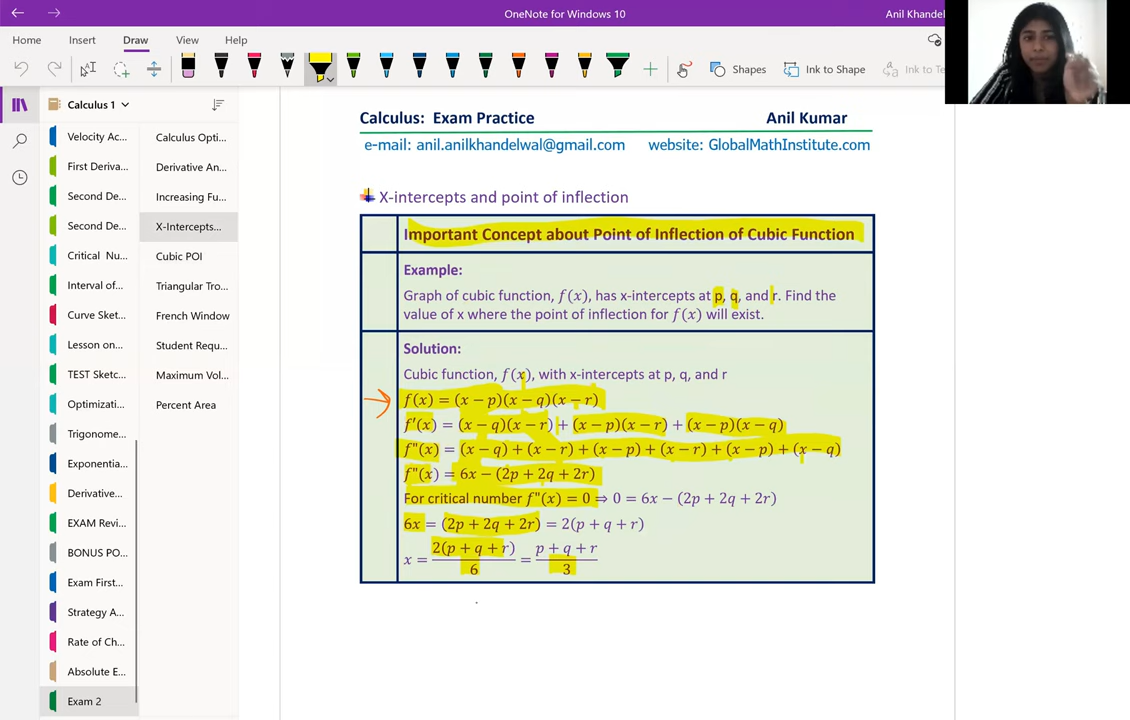 OneNote for Windows 10
Anil Khandel
Home Insert Draw View Help
Shapes Ink to Shape Ink to Te
Calculus 1
Velocity Ac...
First Deriva...
Second De...
Second De...
Critical Nu...
Interval of...
Curve Sket...
Lesson on...
TEST Sketc...
Optimizati...
Trigonome...
Exponentia...
Derivative...
EXAM Revi...
BONUS PO...
Exam First...
Strategy A...
Rate of Ch...
Absolute E...
Exam 2
Calculus Opti...
Derivative An...
Increasing Fu...
X-Intercepts...
Cubic POI
Triangular Tro...
French Window
Student Requ...
Maximum Vol...
Percent Area
Calculus: Exam Practice Anil Kumar
e-mail: anil.anilkhandelwal@gmail.com website: GlobalMathInstitute.com
X-intercepts and point of inflection
Important Concept about Point of Inflection of Cubic Function
Example:
Graph of cubic function, f(x), has x-intercepts at p, q, and r. Find the
value of x where the point of inflection for f(x) will exist.
Solution:
Cubic function, f(x), with x-intercepts at p, q, and r
f(x) = (x − p)(x − q)(x − r)
f'(x) = (x − q)(x − r) + (x − p)(x − r) + (x − p)(x − q)
f"(x) = (x − q) + (x − r) + (x − p) + (x − r) + (x − p) + (x − q)
f"(x) = 6x − (2p + 2q + 2r)
For critical number f"(x) = 0 ⇒ 0 = 6x − (2p + 2q + 2r)
6x = (2p + 2q + 2r) = 2(p + q + r)
x = 2(p + q + r)/6 = p + q + r/3